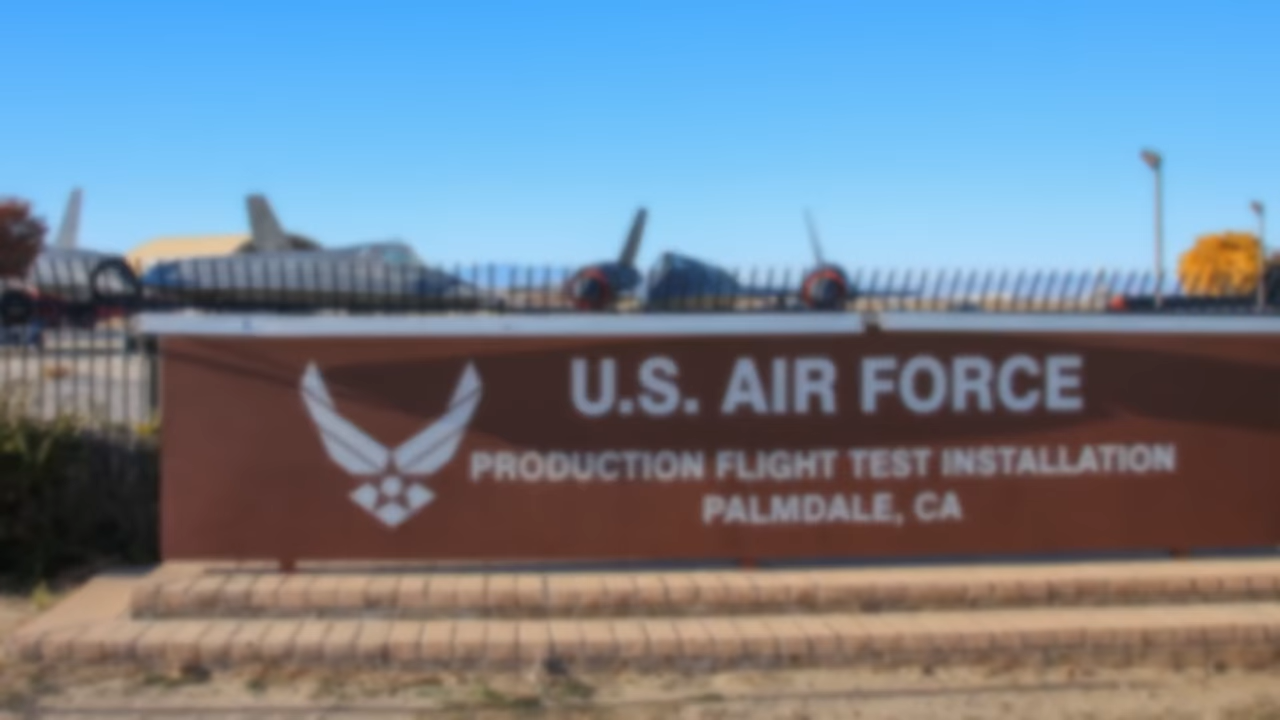 U.S. AIR FORCE
PRODUCTION FLIGHT TEST INSTALLATION
PALMDALE, CA